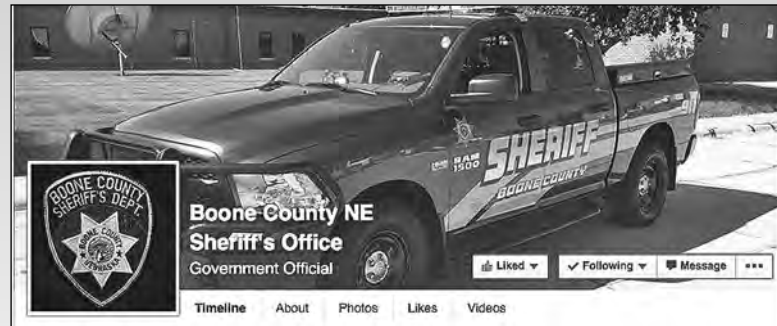 SHERIFF
BOONE COUNTY
RAM
1500
BOONE COUNTY
SHERIFF'S DEPT.
BOONE COUNTY
NEBRASKA
Boone County NE
Sheriff's Office
Government Official
Liked
Following
Message
Timeline About Photos Likes Videos